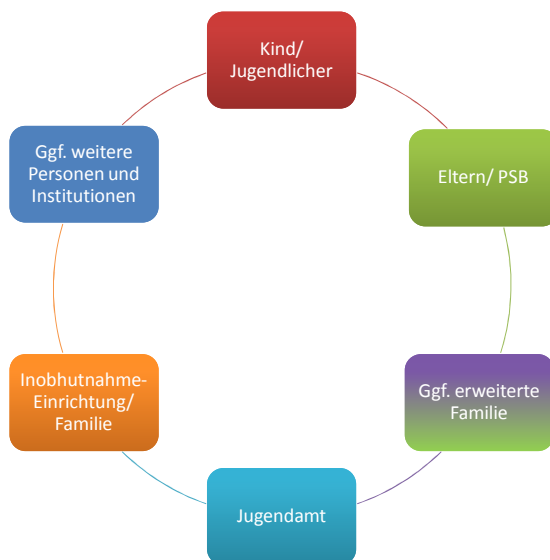 Kind/
Jugendlicher
Eltern/ PSB
Ggf. erweiterte
Familie
Jugendamt
Inobhutnahme-
Einrichtung/
Familie
Ggf. weitere
Personen und
Institutionen